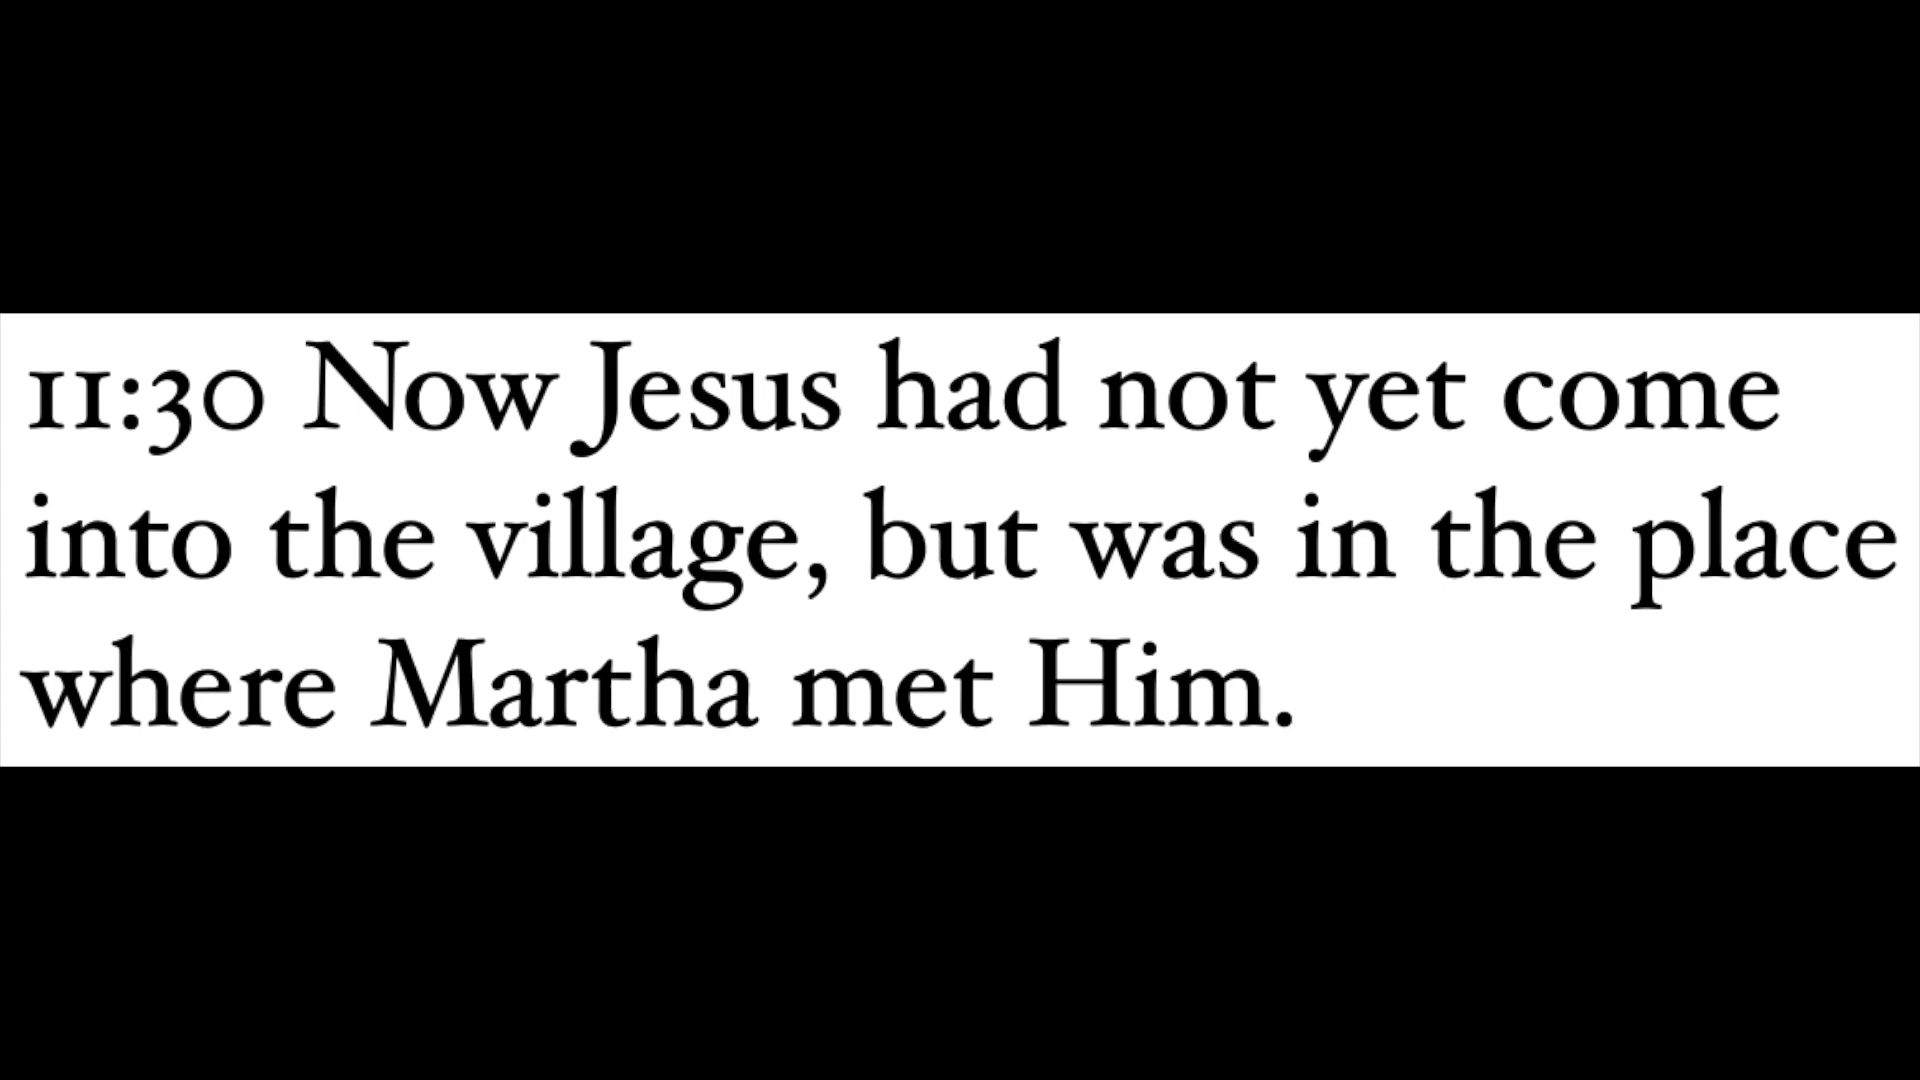 11:30 Now Jesus had not yet come
into the village, but was in the place
where Martha met Him.